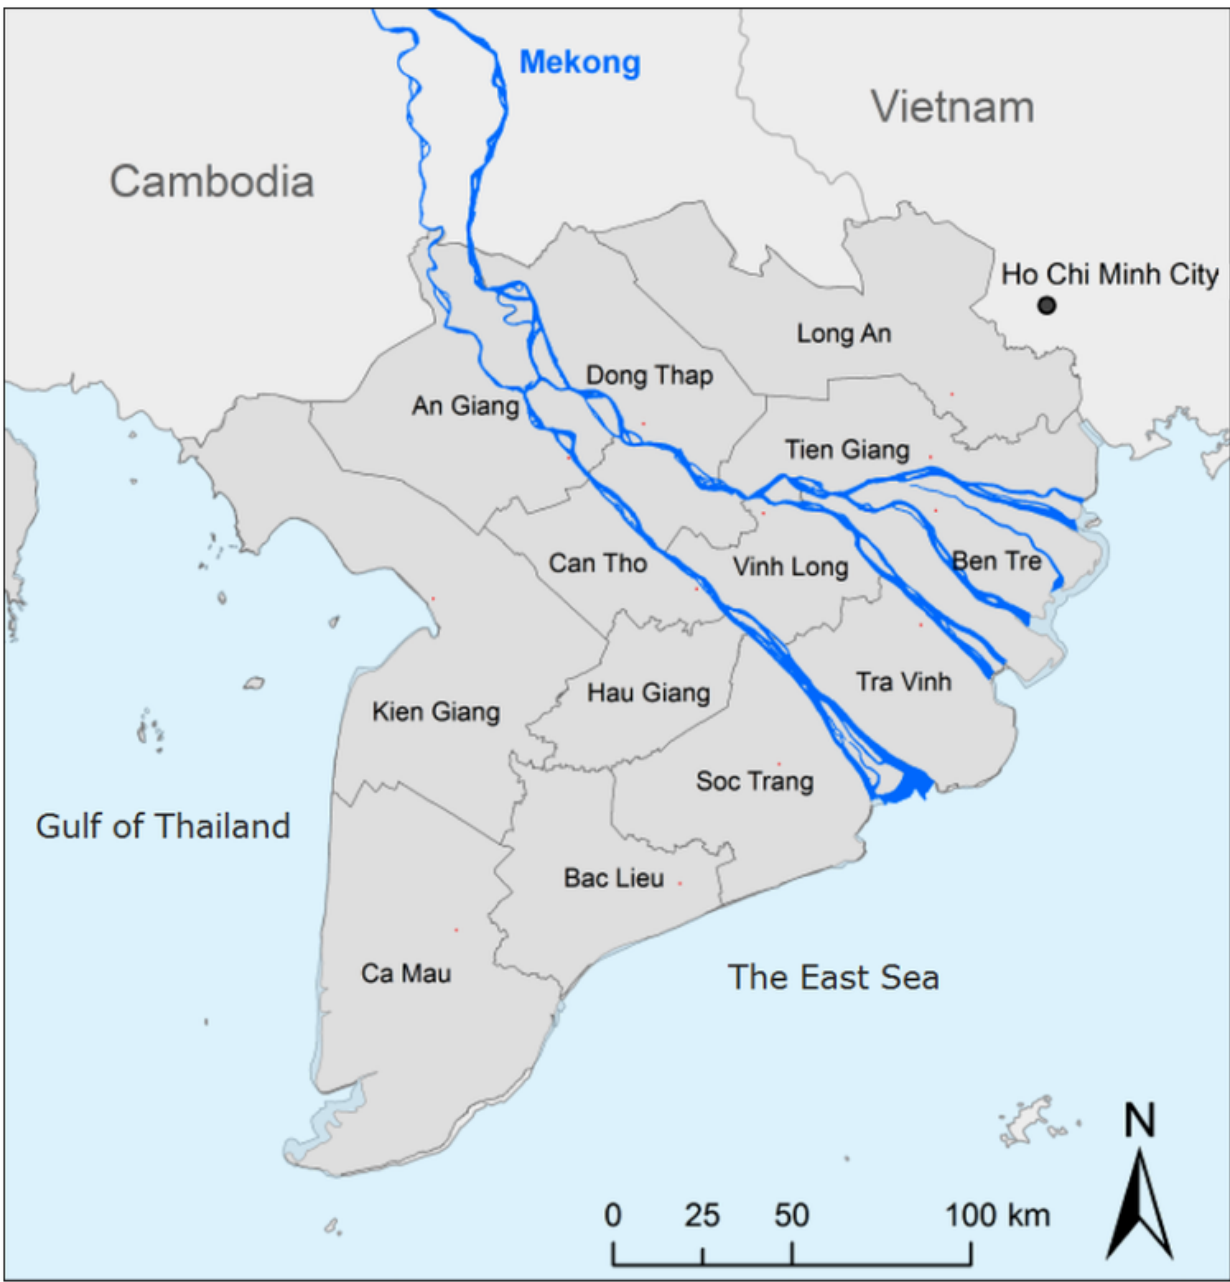 Mekong
Vietnam
Cambodia
Ho Chi Minh City
Long An
Dong Thap
An Giang
Tien Giang
Can Tho
Vinh Long
Ben Tre
Hau Giang
Tra Vinh
Kien Giang
Soc Trang
Gulf of Thailand
Bac Lieu
Ca Mau
The East Sea
N
0 25 50 100 km